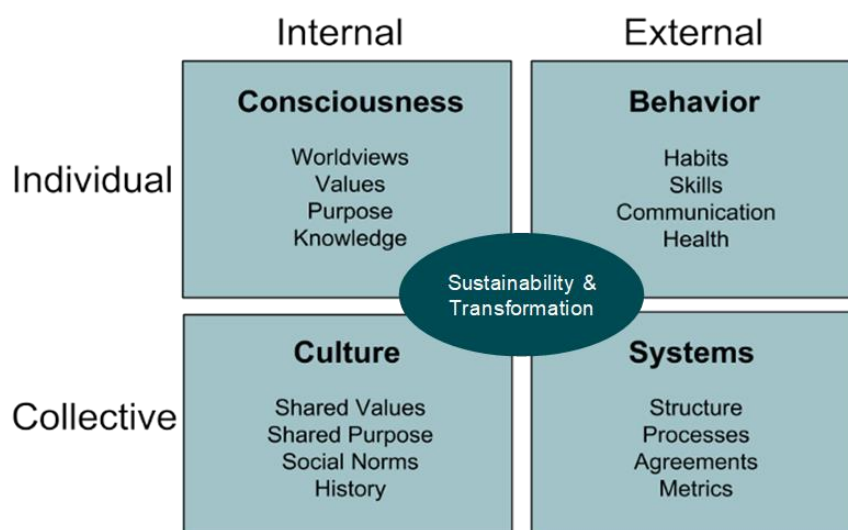 Internal
External
Individual
Consciousness
Worldviews
Values
Purpose
Knowledge
Behavior
Habits
Skills
Communication
Health
Sustainability &
Transformation
Collective
Culture
Shared Values
Shared Purpose
Social Norms
History
Systems
Structure
Processes
Agreements
Metrics